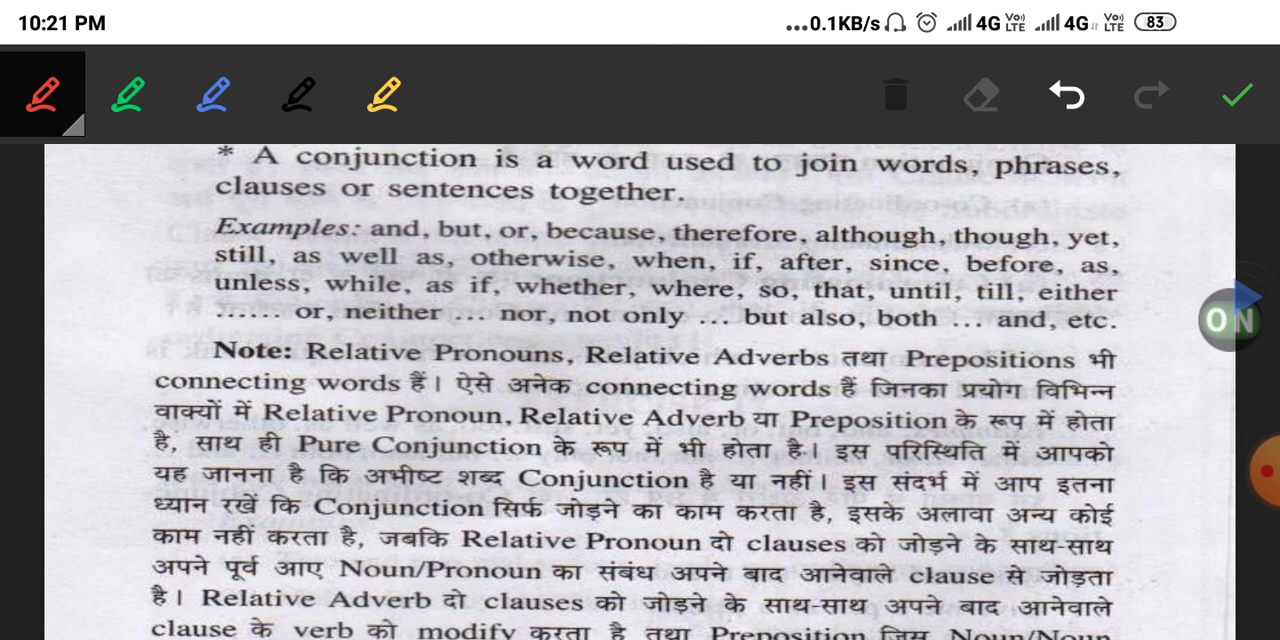 10:21 PM
...0.1KB/s 4G Vo) LTE 4G Vo) LTE 83
* A conjunction is a word used to join words, phrases,
clauses or sentences together.
Examples: and, but, or, because, therefore, although, though, yet,
still, as well as, otherwise, when, if, after, since, before, as,
unless, while, as if, whether, where, so, that, until, till, either
.... or, neither ... nor, not only ... but also, both ... and, etc.
Note: Relative Pronouns, Relative Adverbs तथा Prepositions भी
connecting words हैं। ऐसे अनेक connecting words हैं जिनका प्रयोग विभिन्न
वाक्यों में Relative Pronoun, Relative Adverb या Preposition के रूप में होता
है, साथ ही Pure Conjunction के रूप में भी होता है। इस परिस्थिति में आपको
यह जानना है कि अभीष्ट शब्द Conjunction है या नहीं। इस संदर्भ में आप इतना
ध्यान रखें कि Conjunction सिर्फ जोड़ने का काम करता है, इसके अलावा अन्य कोई
काम नहीं करता है, जबकि Relative Pronoun दो clauses को जोड़ने के साथ-साथ
अपने पूर्व आए Noun/Pronoun का संबंध अपने बाद आनेवाले clause से जोड़ता
है। Relative Adverb दो clauses को जोड़ने के साथ-साथ अपने बाद आनेवाले
clause के verb को modify करता है तथा Preposition जिस Noun/Noun
ON